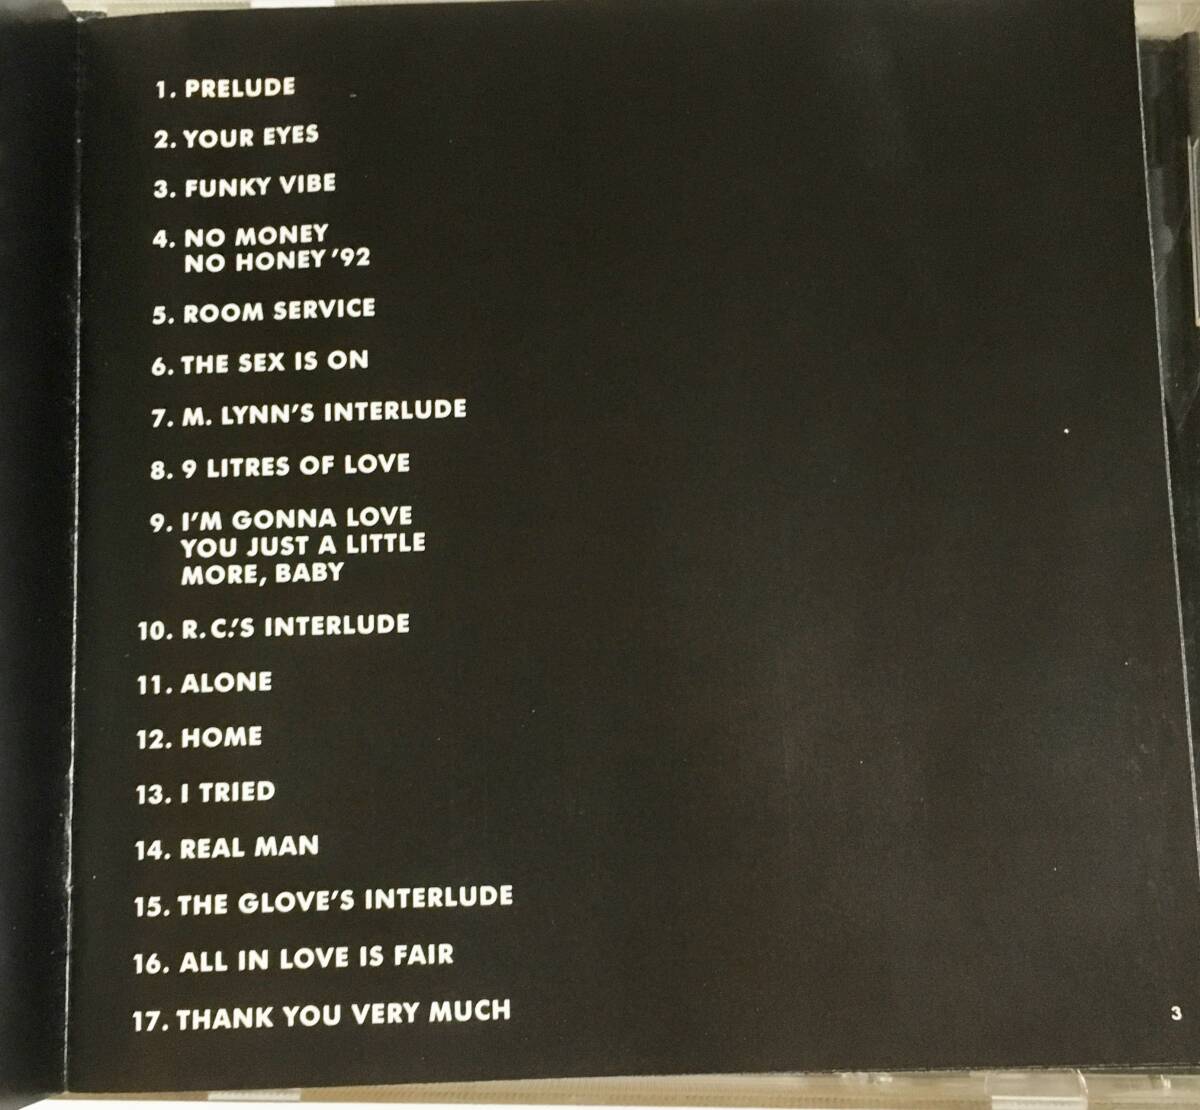 1. PRELUDE
2. YOUR EYES
3. FUNKY VIBE
4. NO MONEY
NO HONEY '92
5. ROOM SERVICE
6. THE SEX IS ON
7. M. LYNN'S INTERLUDE
8. 9 LITRES OF LOVE
9. I'M GONNA LOVE
YOU JUST A LITTLE
MORE, BABY
10. R.C.'S INTERLUDE
11. ALONE
12. HOME
13. I TRIED
14. REAL MAN
15. THE GLOVE'S INTERLUDE
16. ALL IN LOVE IS FAIR
17. THANK YOU VERY MUCH
3